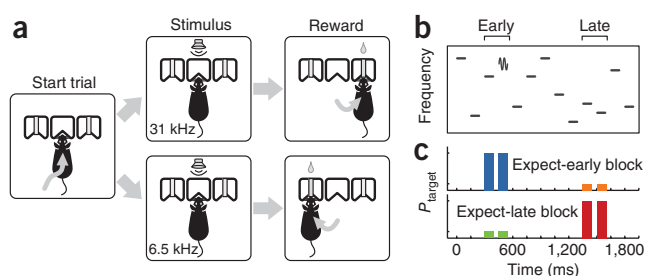 a
Start trial
Stimulus
Reward
31 kHz
6.5 kHz
b
Early
Late
Frequency
c
P target
Expect-early block
Expect-late block
0
600
1,200
1,800
Time (ms)